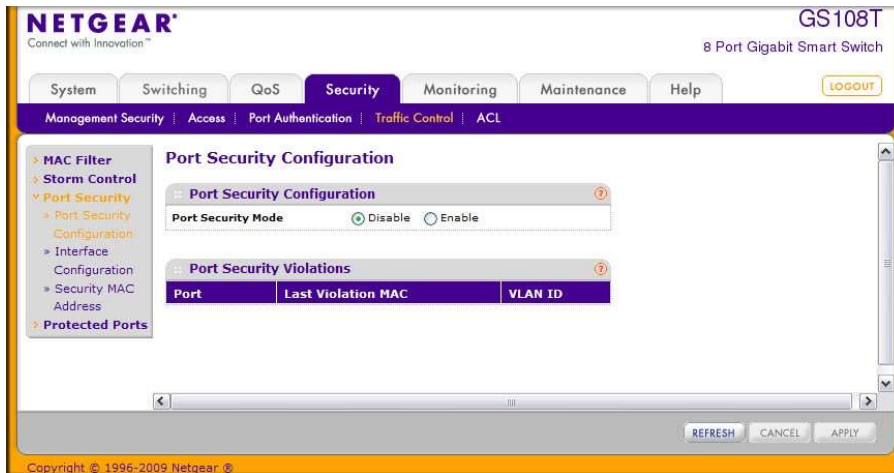 NETGEAR®
Connect with Innovation™
GS108T
8 Port Gigabit Smart Switch
System Switching QoS Security Monitoring Maintenance Help LOGOUT
Management Security Access Port Authentication Traffic Control ACL
MAC Filter
Storm Control
Port Security
» Port Security
Configuration
» Interface
Configuration
» Security MAC
Address
Protected Ports
Port Security Configuration
Port Security Configuration ?
Port Security Mode Disable Enable
Port Security Violations ?
Port Last Violation MAC VLAN ID
REFRESH CANCEL APPLY
Copyright © 1996-2009 Netgear ®